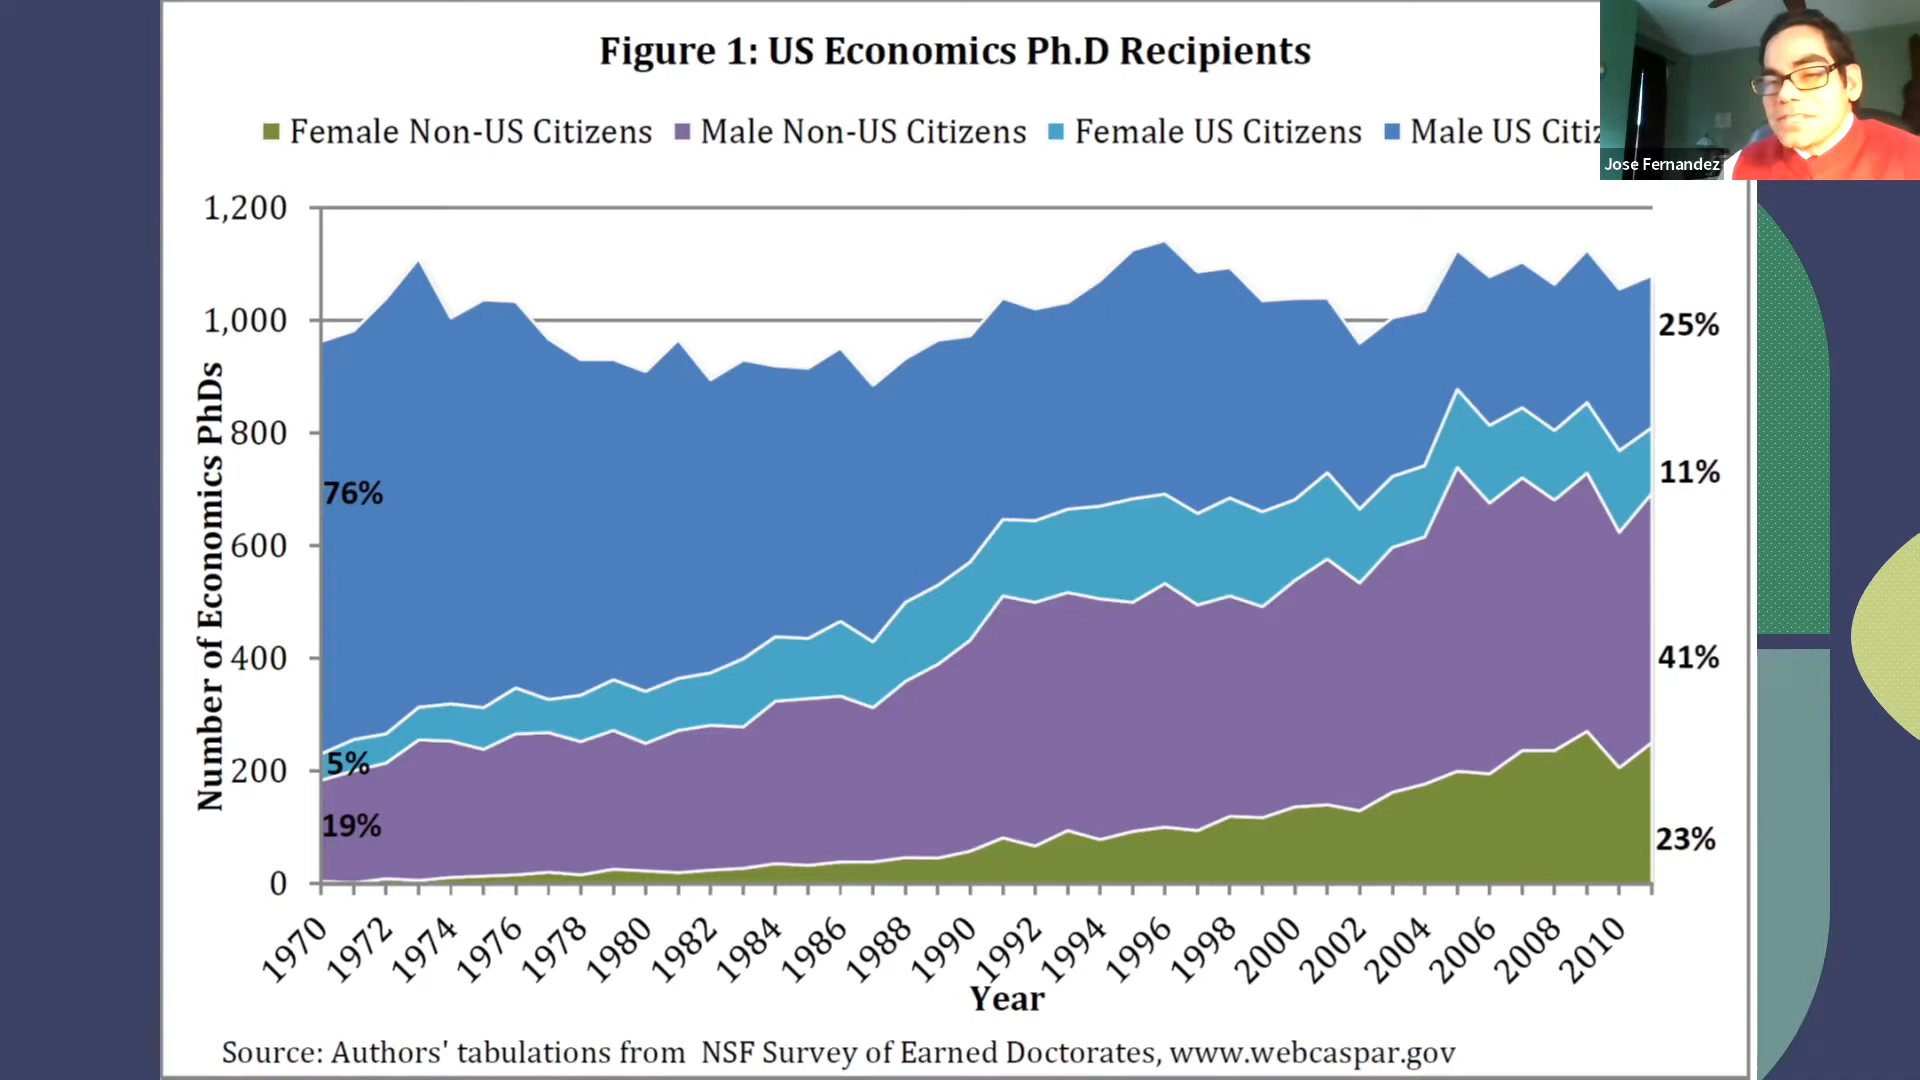 Figure 1: US Economics Ph.D Recipients
Female Non-US Citizens Male Non-US Citizens Female US Citizens Male US Citiz
Jose Fernandez
1,200
1,000
800
600
400
200
0
Number of Economics PhDs
76%
5%
19%
25%
11%
41%
23%
1970 1972 1974 1976 1978 1980 1982 1984 1986 1988 1990 1992 1994 1996 1998 2000 2002 2004 2006 2008 2010
Year
Source: Authors' tabulations from NSF Survey of Earned Doctorates, www.webcaspar.gov